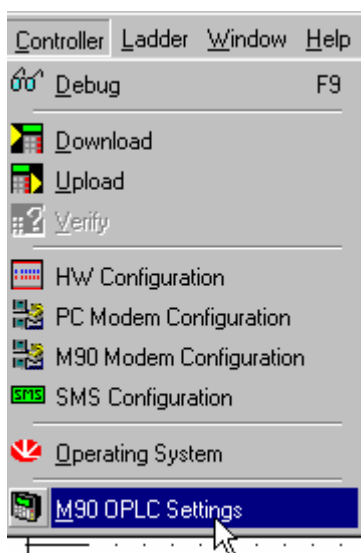 Controller Ladder Window Help
Debug F9
Download
Upload
Verify
HW Configuration
PC Modem Configuration
M90 Modem Configuration
SMS SMS Configuration
Operating System
M90 OPLC Settings